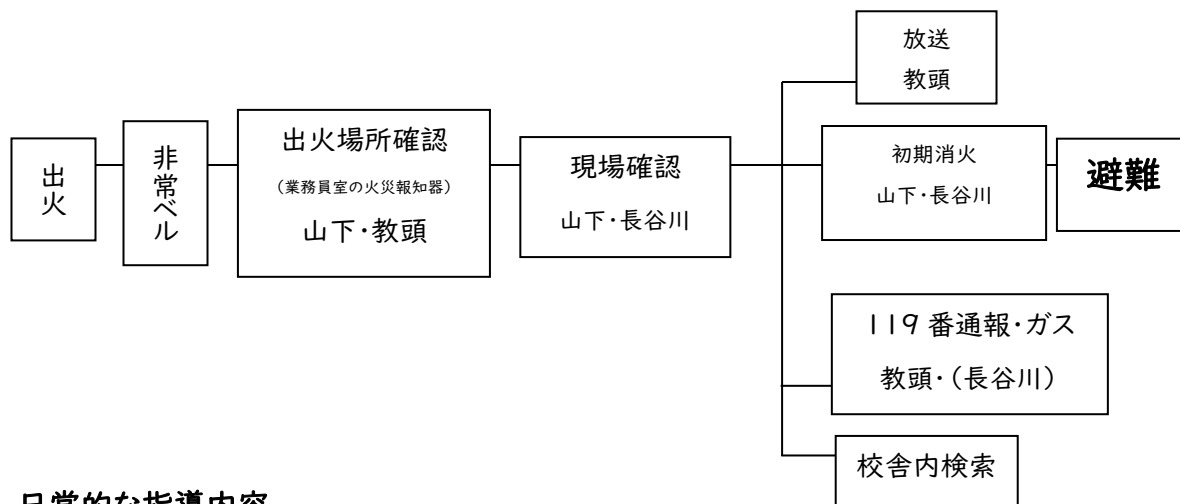 出火
非常ベル
出火場所確認
（業務員室の火災報知器）
山下・教頭
現場確認
山下・長谷川
放送
教頭
初期消火
山下・長谷川
避難
119番通報・ガス
教頭・（長谷川）
校舎内検索
日常的な指導内容